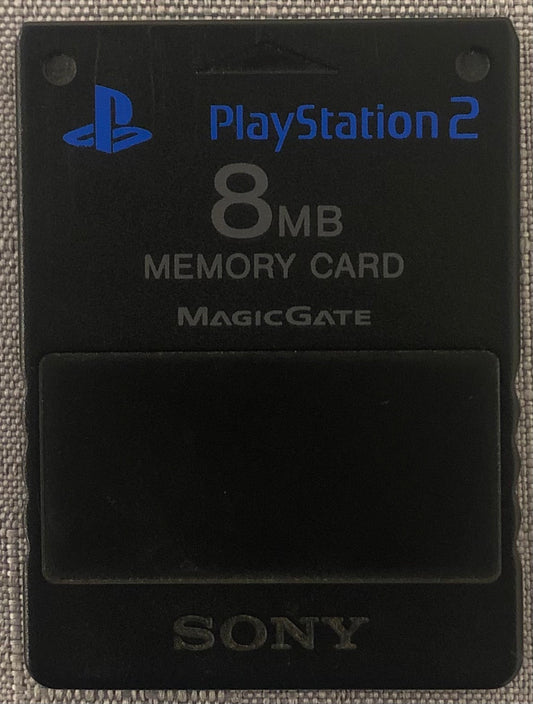 PlayStation 2
8MB
MEMORY CARD
MAGICGATE
SONY